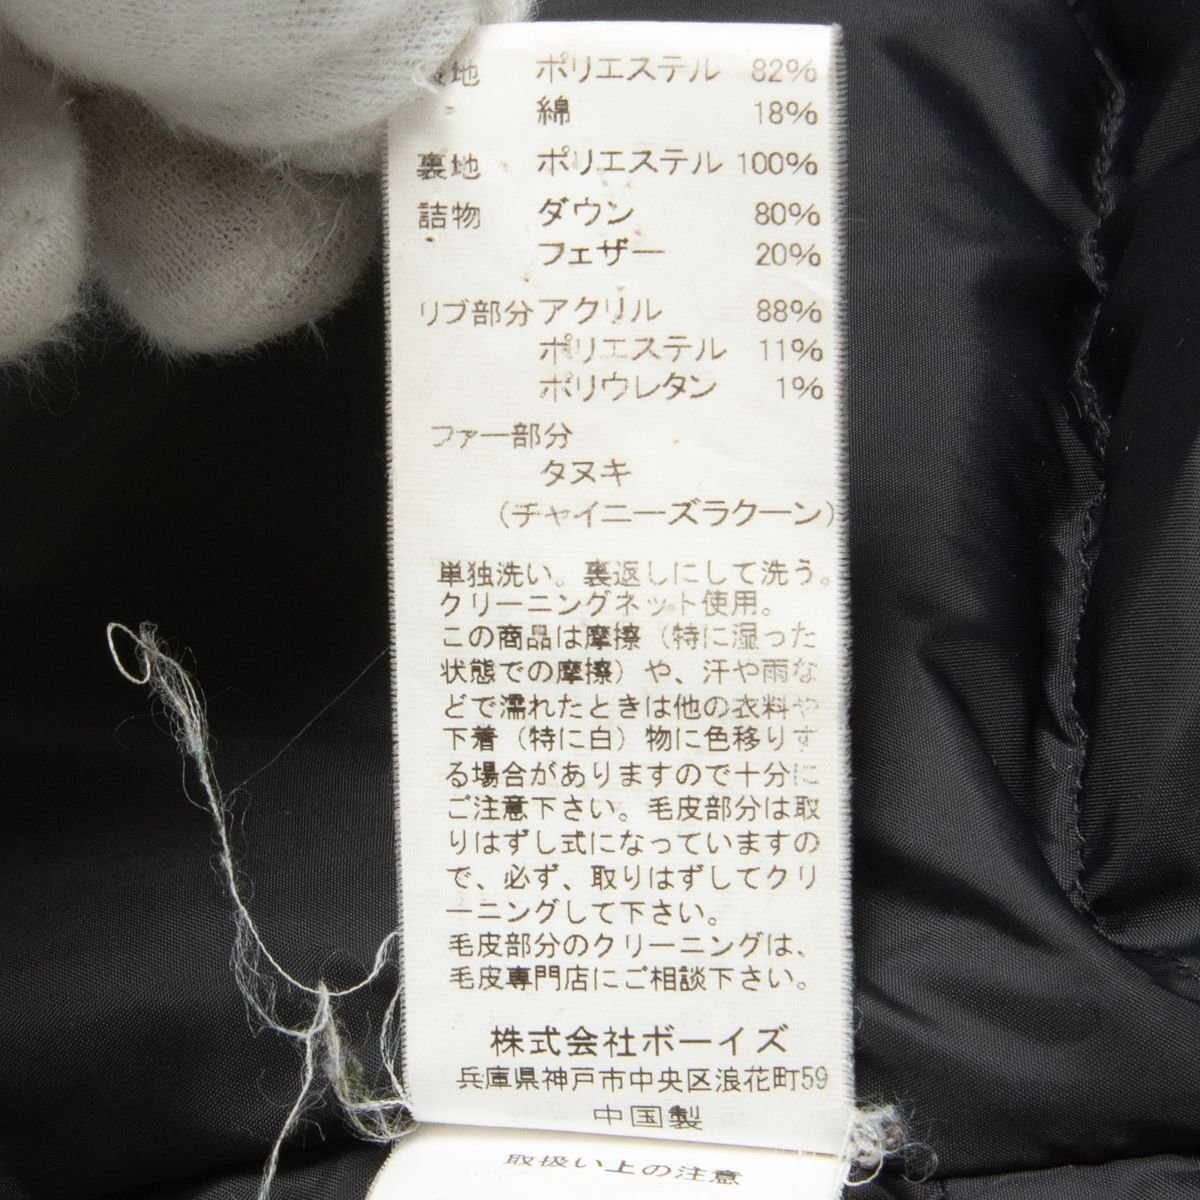 地 ポリエステル 82%
綿 18%
裏地 ポリエステル 100%
詰物 ダウン 80%
フェザー 20%
リブ部分 アクリル 88%
ポリエステル 11%
ポリウレタン 1%
ファー部分
タヌキ
(チャイニーズラクーン)
単独洗い。裏返しにして洗う。
クリーニングネット使用。
この商品は摩擦(特に湿った
状態での摩擦)や、汗や雨な
どで濡れたときは他の衣料や
下着(特に白)物に色移りす
る場合がありますので十分に
ご注意下さい。毛皮部分は取
りはずし式になっていますの
で、必ず、取りはずしてクリ
ーニングして下さい。
毛皮部分のクリーニングは、
毛皮専門店にご相談下さい。
株式会社ボーイズ
兵庫県神戸市中央区浪花町59
中国製
取扱い上の注意